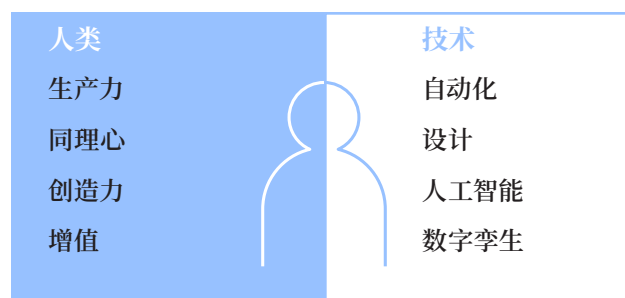 人类
生产力
同理心
创造力
增值
技术
自动化
设计
人工智能
数字孪生